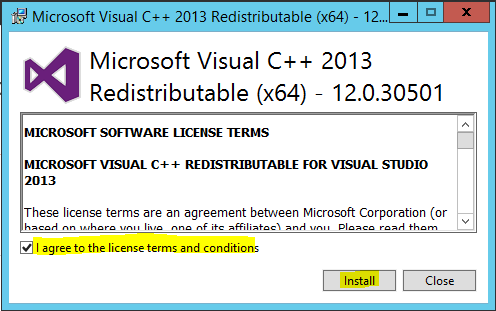 Microsoft Visual C++ 2013 Redistributable (x64) - 12...
Microsoft Visual C++ 2013
Redistributable (x64) - 12.0.30501
MICROSOFT SOFTWARE LICENSE TERMS
MICROSOFT VISUAL C++ REDISTRIBUTABLE FOR VISUAL STUDIO
2013
These license terms are an agreement between Microsoft Corporation (or
based on where you live, one of its affiliates) and you. Please read them
I agree to the license terms and conditions
Install Close